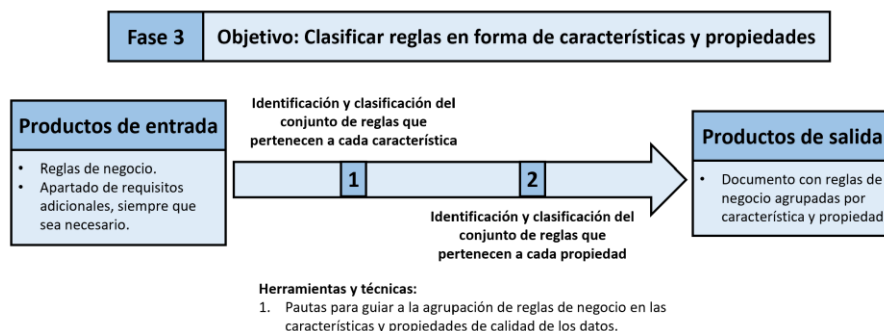 Fase 3
Objetivo: Clasificar reglas en forma de características y propiedades
Productos de entrada
• Reglas de negocio.
• Apartado de requisitos
adicionales, siempre que
sea necesario.
Identificación y clasificación del
conjunto de reglas que
pertenecen a cada característica
1
2
Identificación y clasificación del
conjunto de reglas que
pertenecen a cada propiedad
Productos de salida
• Documento con reglas de
negocio agrupadas por
característica y propiedad
Herramientas y técnicas:
1. Pautas para guiar a la agrupación de reglas de negocio en las
características y propiedades de calidad de los datos.